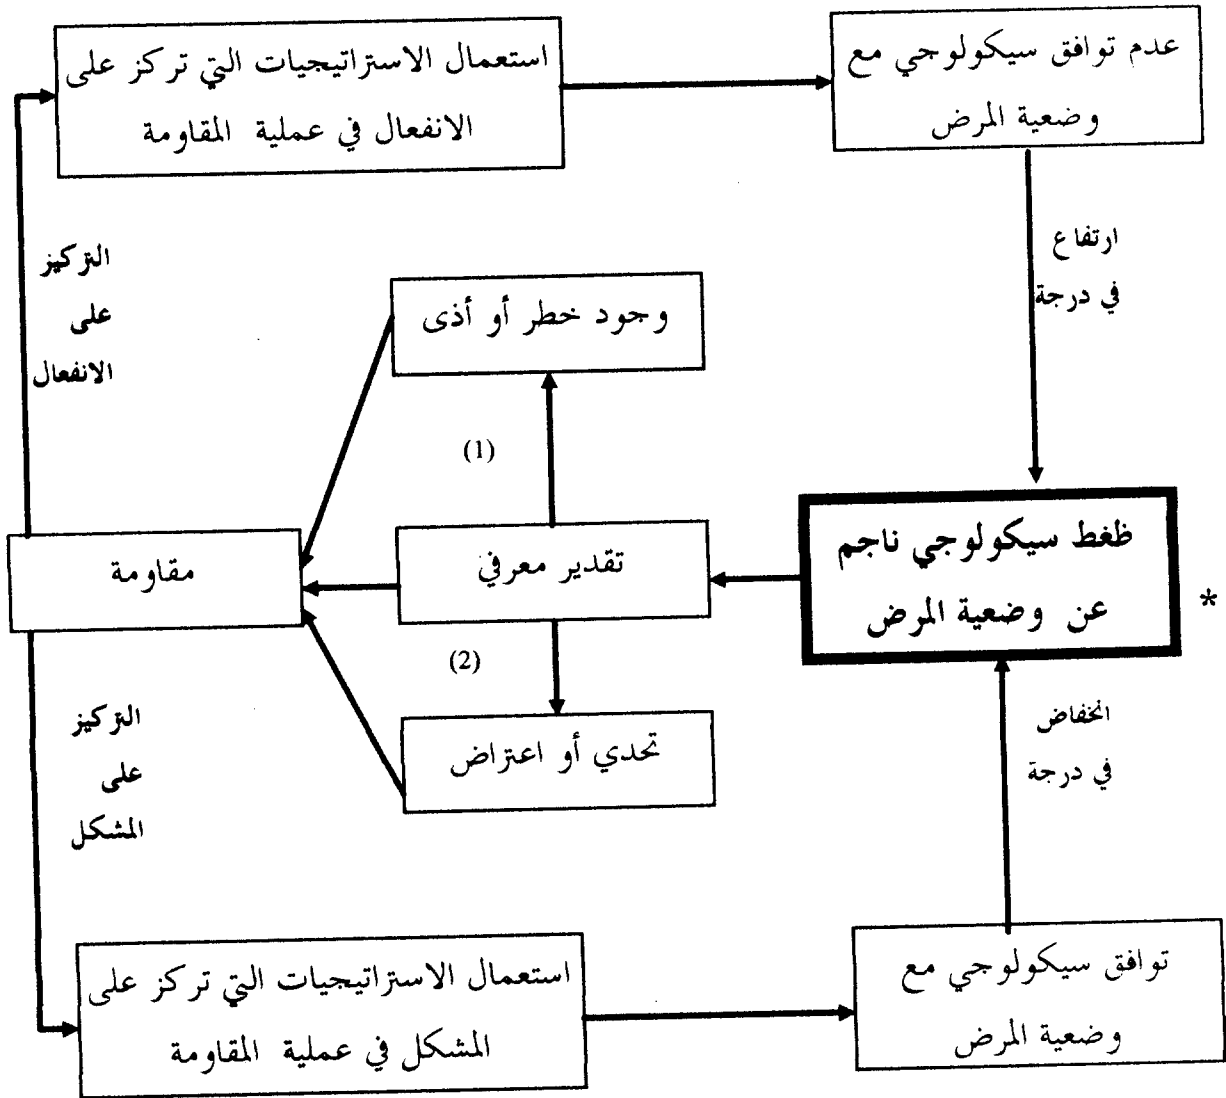 عدم توافق سيكولوجي مع
وضعية المرض
استعمال الاستراتيجيات التي تركز على
الانفعال في عملية المقاومة
ارتفاع
في درجة
التركيز
على
الانفعال
وجود خطر أو أذى
(1)
ظغط سيكولوجي ناجم
عن وضعية المرض
*
تقدير معرفي
مقاومة
(2)
تحدي أو اعتراض
انخفاض
في درجة
التركيز
على
المشكل
توافق سيكولوجي مع
وضعية المرض
استعمال الاستراتيجيات التي تركز على
المشكل في عملية المقاومة